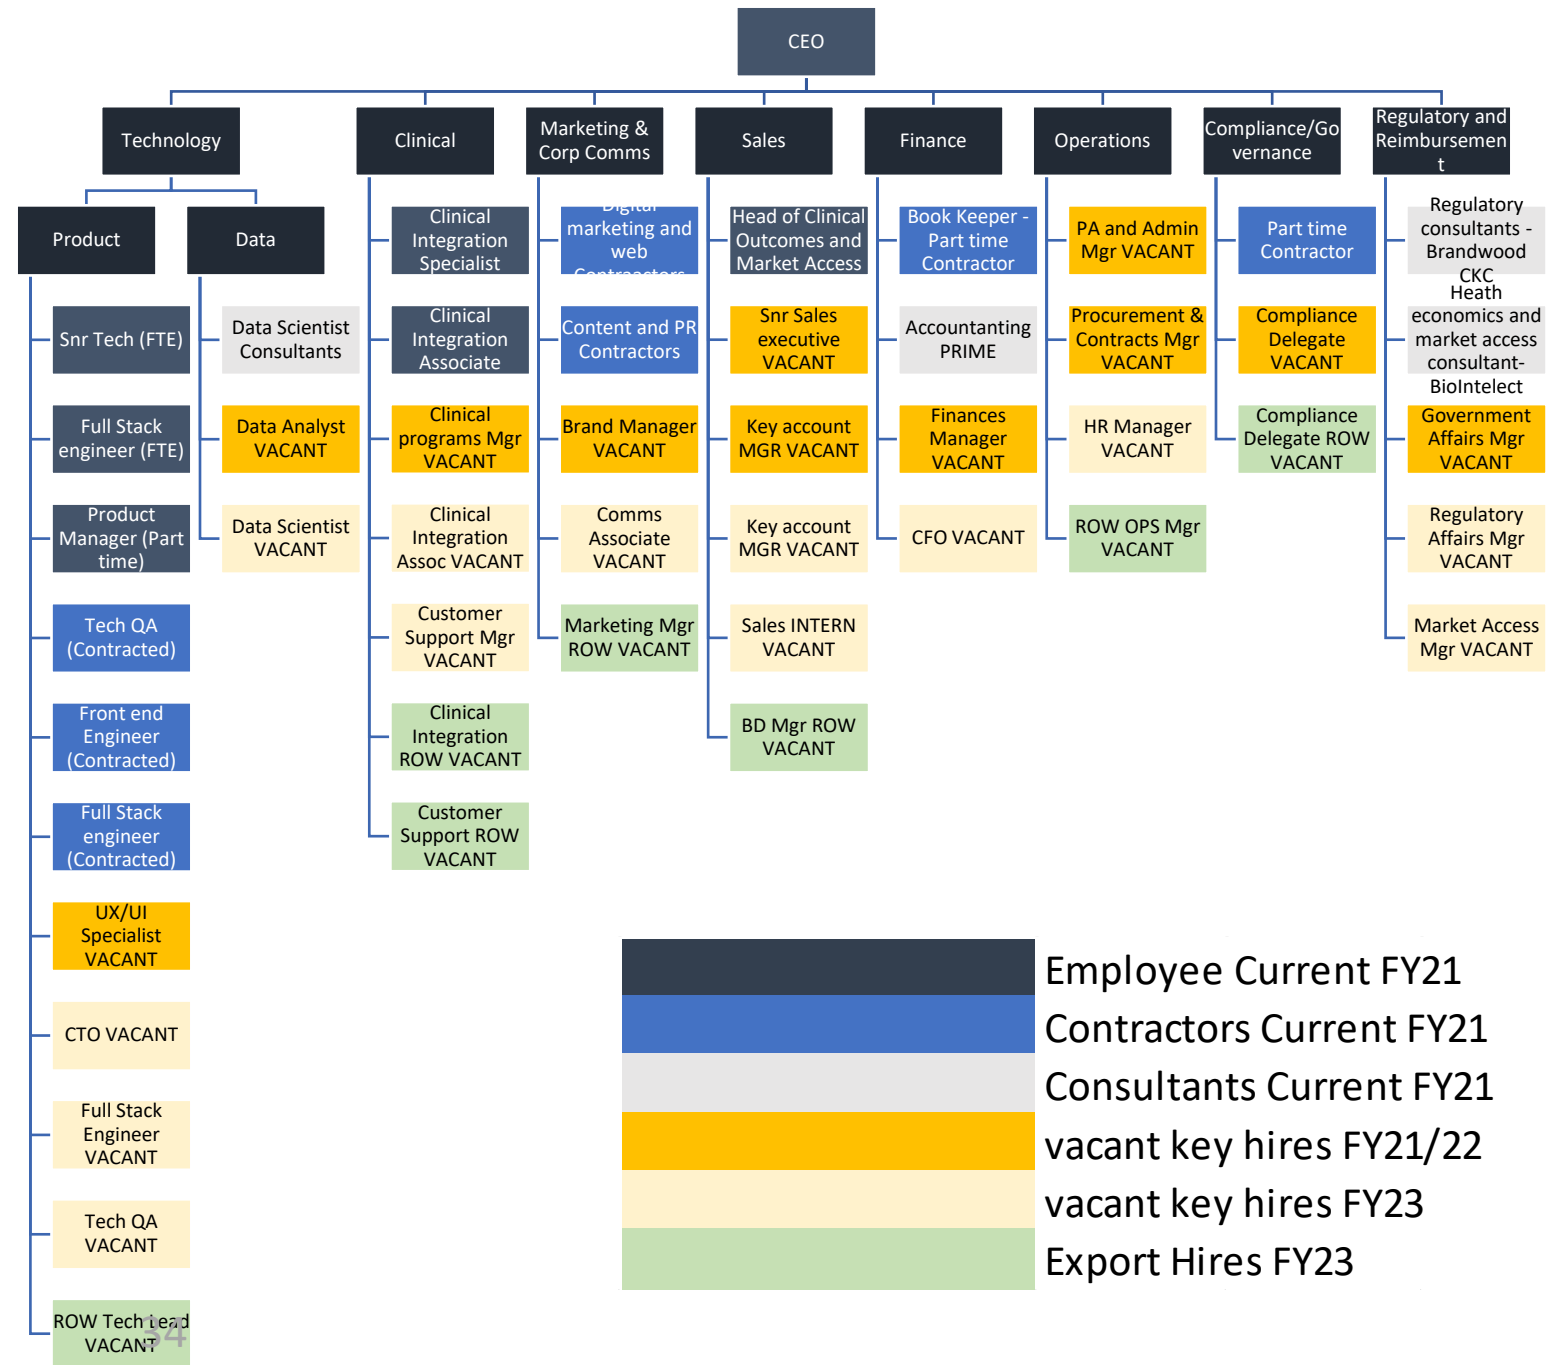 CEO
Technology
Clinical
Marketing &
Corp Comms
Sales
Finance
Operations
Compliance/Go
vernance
Regulatory and
Reimbursemen
t
Product
Data
Snr Tech (FTE)
Full Stack
engineer (FTE)
Product
Manager (Part
time)
Tech QA
(Contracted)
Front end
Engineer
(Contracted)
Full Stack
engineer
(Contracted)
UX/UI
Specialist
VACANT
CTO VACANT
Full Stack
Engineer
VACANT
Tech QA
VACANT
ROW Tech Lead
VACANT
Data Scientist
Consultants
Data Analyst
VACANT
Data Scientist
VACANT
Clinical
Integration
Specialist
Clinical
Integration
Associate
Clinical
programs Mgr
VACANT
Clinical
Integration
Assoc VACANT
Customer
Support Mgr
VACANT
Clinical
Integration
ROW VACANT
Customer
Support ROW
VACANT
Digital
marketing and
web
Contraactors
Content and PR
Contractors
Brand Manager
VACANT
Comms
Associate
VACANT
Marketing Mgr
ROW VACANT
Head of Clinical
Outcomes and
Market Access
Snr Sales
executive
VACANT
Key account
MGR VACANT
Key account
MGR VACANT
Sales INTERN
VACANT
BD Mgr ROW
VACANT
Book Keeper -
Part time
Contractor
Accountanting
PRIME
Finances
Manager
VACANT
CFO VACANT
PA and Admin
Mgr VACANT
Procurement &
Contracts Mgr
VACANT
HR Manager
VACANT
ROW OPS Mgr
VACANT
Part time
Contractor
Compliance
Delegate
VACANT
Compliance
Delegate ROW
VACANT
Regulatory
consultants -
Brandwood
CKC
Heath
economics and
market access
consultant-
BioIntelect
Government
Affairs Mgr
VACANT
Regulatory
Affairs Mgr
VACANT
Market Access
Mgr VACANT
Employee Current FY21
Contractors Current FY21
Consultants Current FY21
vacant key hires FY21/22
vacant key hires FY23
Export Hires FY23
34